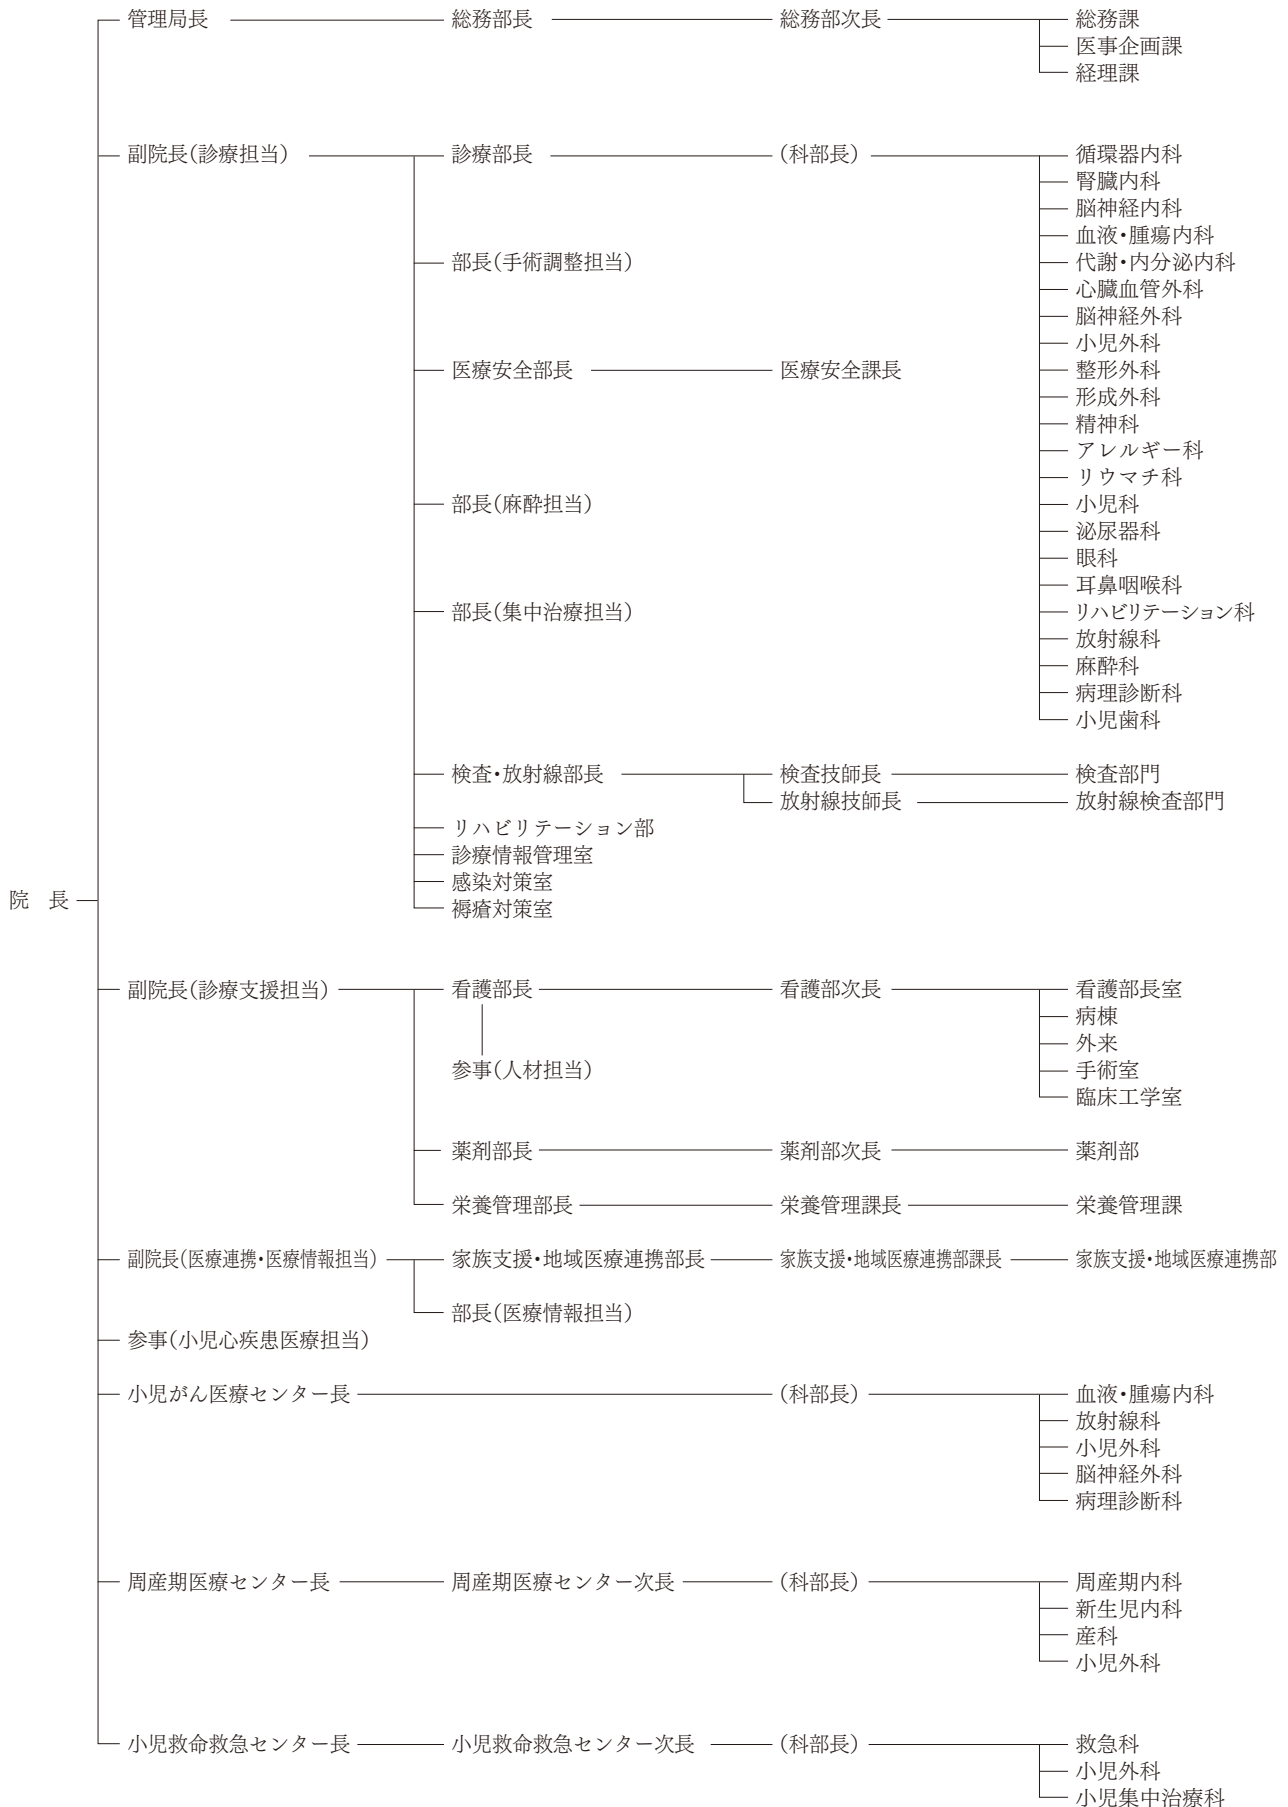 管理局長 総務部長 総務部次長 総務課
医事企画課
経理課
副院長(診療担当) 診療部長 (科部長) 循環器内科
腎臓内科
脳神経内科
血液・腫瘍内科
部長(手術調整担当) 代謝・内分泌内科
心臓血管外科
脳神経外科
小児外科
医療安全部長 医療安全課長 整形外科
形成外科
精神科
アレルギー科
リウマチ科
部長(麻酔担当) 小児科
泌尿器科
眼科
耳鼻咽喉科
部長(集中治療担当) リハビリテーション科
放射線科
麻酔科
病理診断科
小児歯科
検査・放射線部長 検査技師長 検査部門
放射線技師長 放射線検査部門
リハビリテーション部
診療情報管理室
感染対策室
院 長
褥瘡対策室
副院長(診療支援担当) 看護部長 看護部次長 看護部長室
病棟
外来
参事(人材担当) 手術室
臨床工学室
薬剤部長 薬剤部次長 薬剤部
栄養管理部長 栄養管理課長 栄養管理課
副院長(医療連携・医療情報担当) 家族支援・地域医療連携部長 家族支援・地域医療連携部課長 家族支援・地域医療連携部
部長(医療情報担当)
参事(小児心疾患医療担当)
小児がん医療センター長 (科部長) 血液・腫瘍内科
放射線科
小児外科
脳神経外科
病理診断科
周産期医療センター長 周産期医療センター次長 (科部長) 周産期内科
新生児内科
産科
小児外科
小児救命救急センター長 小児救命救急センター次長 (科部長) 救急科
小児外科
小児集中治療科